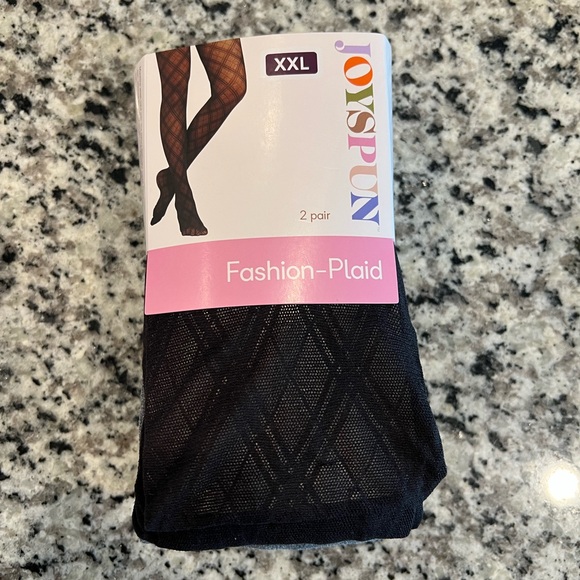 XXL
JOYSPUN
2 pair
Fashion-Plaid